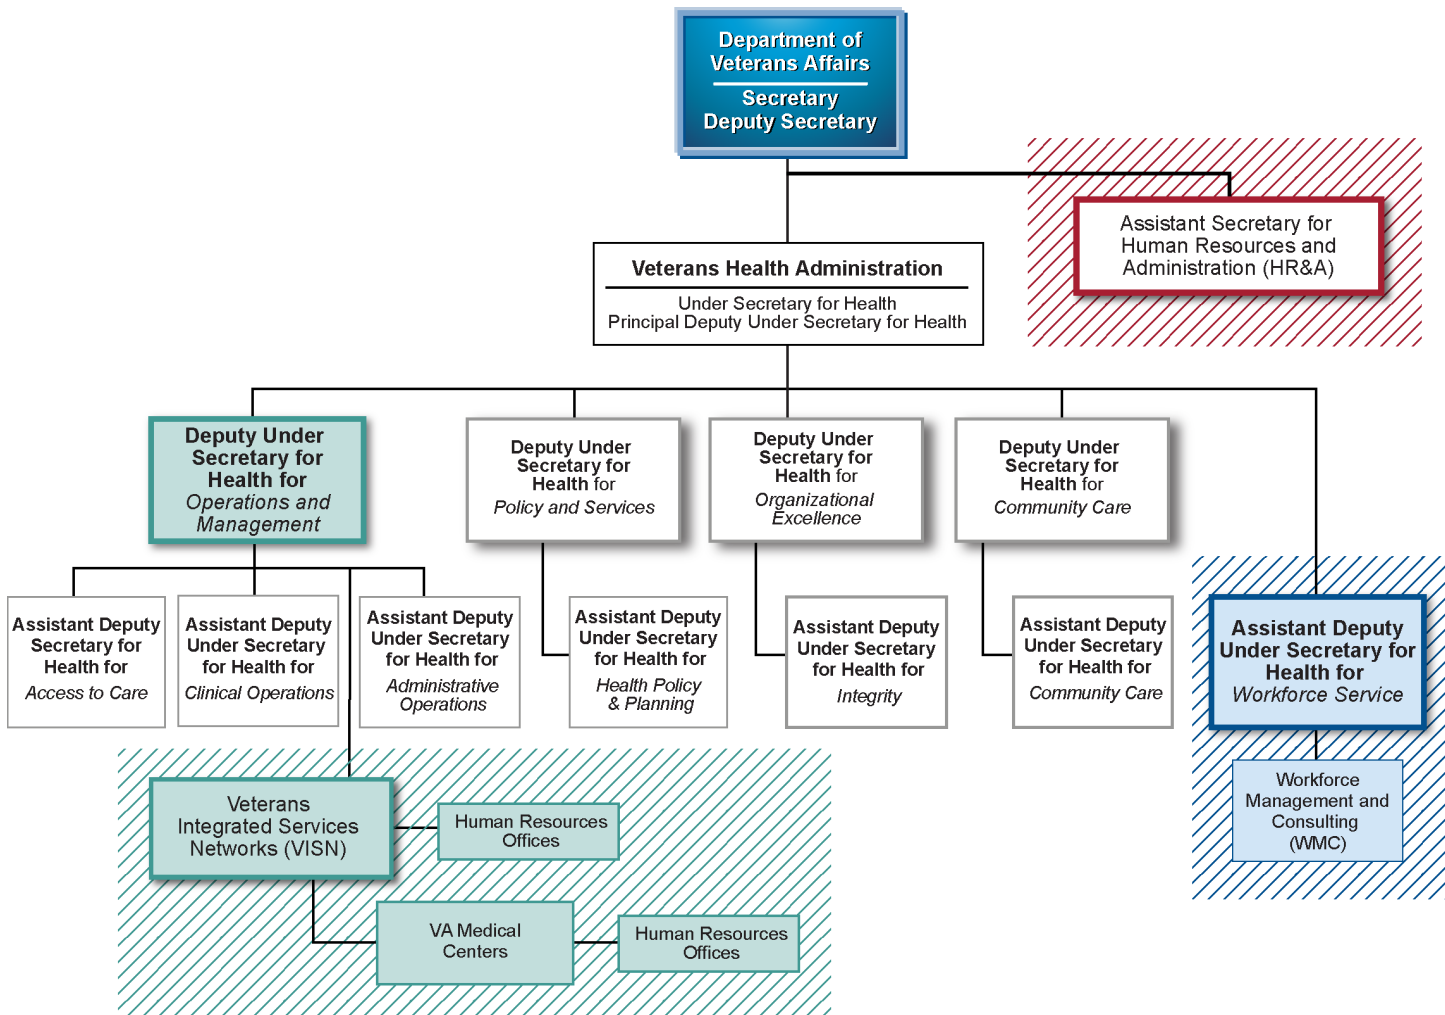 Department of
Veterans Affairs
Secretary
Deputy Secretary
Assistant Secretary for
Human Resources and
Administration (HR&A)
Veterans Health Administration
Under Secretary for Health
Principal Deputy Under Secretary for Health
Deputy Under
Secretary for
Health for
Operations and
Management
Deputy Under
Secretary for
Health for
Policy and Services
Deputy Under
Secretary for
Health for
Organizational
Excellence
Deputy Under
Secretary for
Health for
Community Care
Assistant Deputy
Secretary for
Health for
Access to Care
Assistant Deputy
Under Secretary
for Health for
Clinical Operations
Assistant Deputy
Under Secretary
for Health for
Administrative
Operations
Assistant Deputy
Under Secretary
for Health for
Health Policy
& Planning
Assistant Deputy
Under Secretary
for Health for
Integrity
Assistant Deputy
Under Secretary
for Health for
Community Care
Assistant Deputy
Under Secretary for
Health for
Workforce Service
Workforce
Management and
Consulting
(WMC)
Veterans
Integrated Services
Networks (VISN)
Human Resources
Offices
VA Medical
Centers
Human Resources
Offices